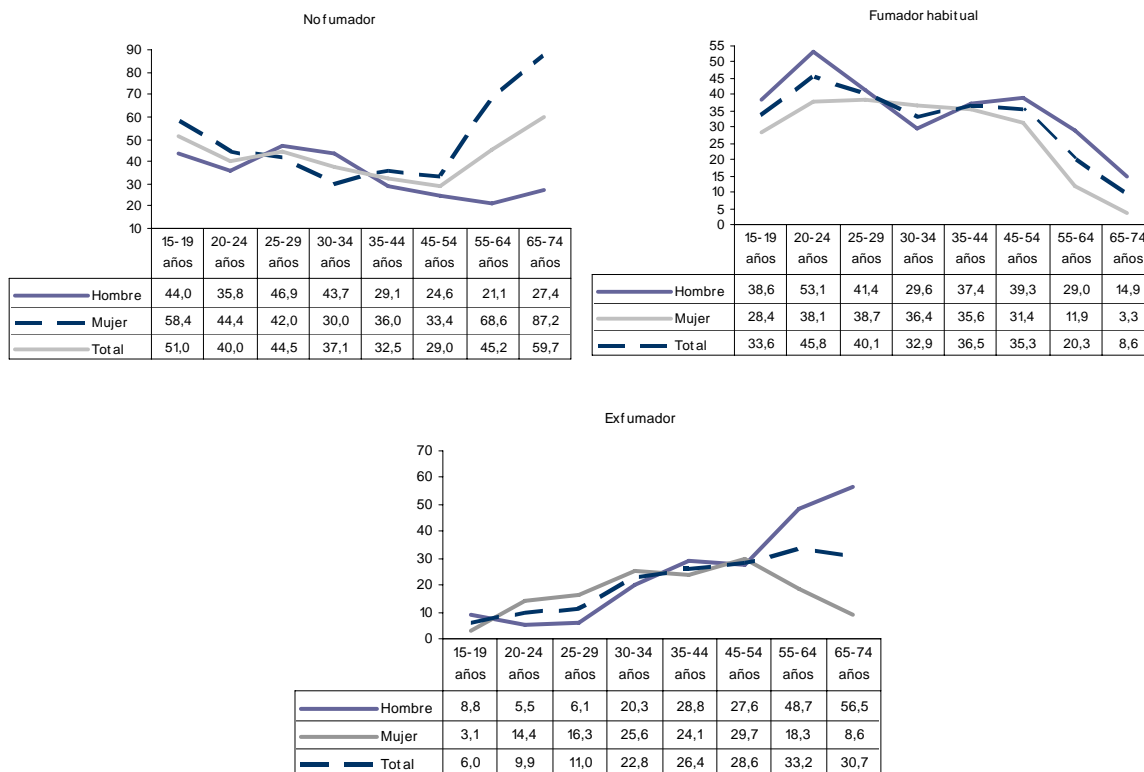 No fumador
90
80
70
60
50
40
30
20
10
15-19 años 20-24 años 25-29 años 30-34 años 35-44 años 45-54 años 55-64 años 65-74 años
Hombre 44,0 35,8 46,9 43,7 29,1 24,6 21,1 27,4
Mujer 58,4 44,4 42,0 30,0 36,0 33,4 68,6 87,2
Total 51,0 40,0 44,5 37,1 32,5 29,0 45,2 59,7
Fumador habitual
55
50
45
40
35
30
25
20
15
10
5
0
15-19 años 20-24 años 25-29 años 30-34 años 35-44 años 45-54 años 55-64 años 65-74 años
Hombre 38,6 53,1 41,4 29,6 37,4 39,3 29,0 14,9
Mujer 28,4 38,1 38,7 36,4 35,6 31,4 11,9 3,3
Total 33,6 45,8 40,1 32,9 36,5 35,3 20,3 8,6
Exfumador
70
60
50
40
30
20
10
0
15-19 años 20-24 años 25-29 años 30-34 años 35-44 años 45-54 años 55-64 años 65-74 años
Hombre 8,8 5,5 6,1 20,3 28,8 27,6 48,7 56,5
Mujer 3,1 14,4 16,3 25,6 24,1 29,7 18,3 8,6
Total 6,0 9,9 11,0 22,8 26,4 28,6 33,2 30,7